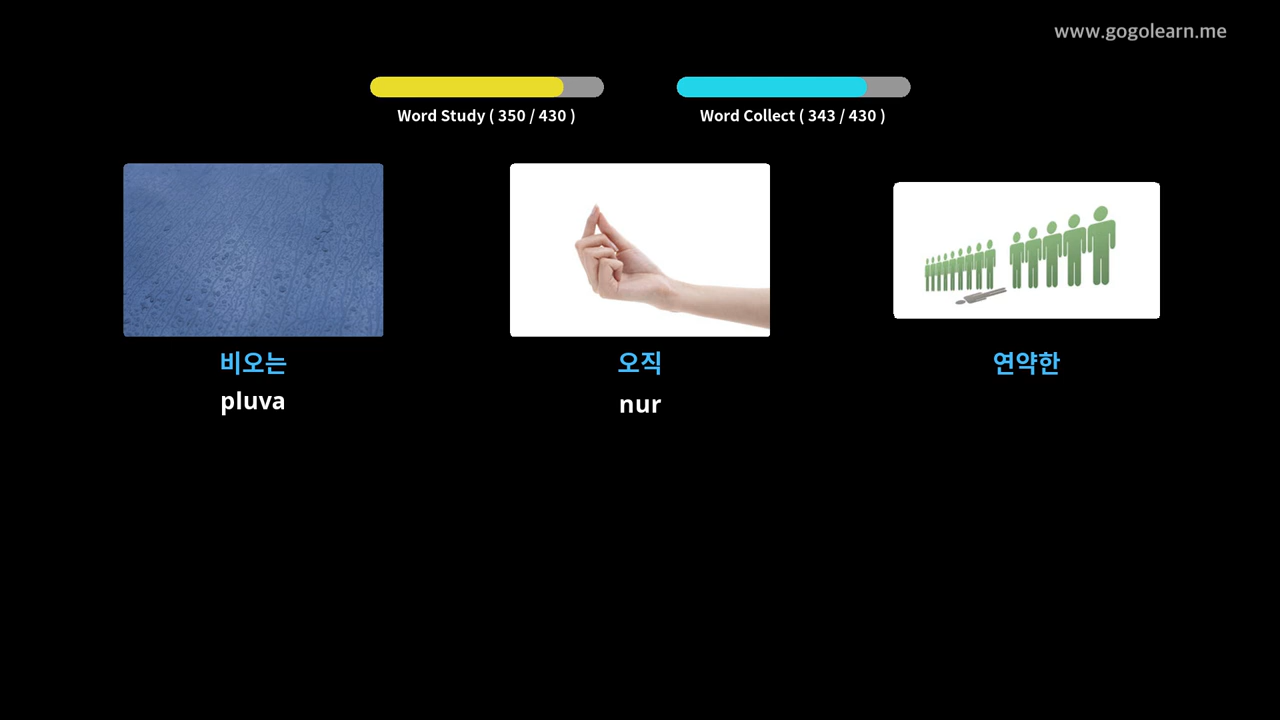 www.gogolearn.me
Word Study ( 350 / 430 )
Word Collect ( 343 / 430 )
비오는
오직
연약한
pluva
nur